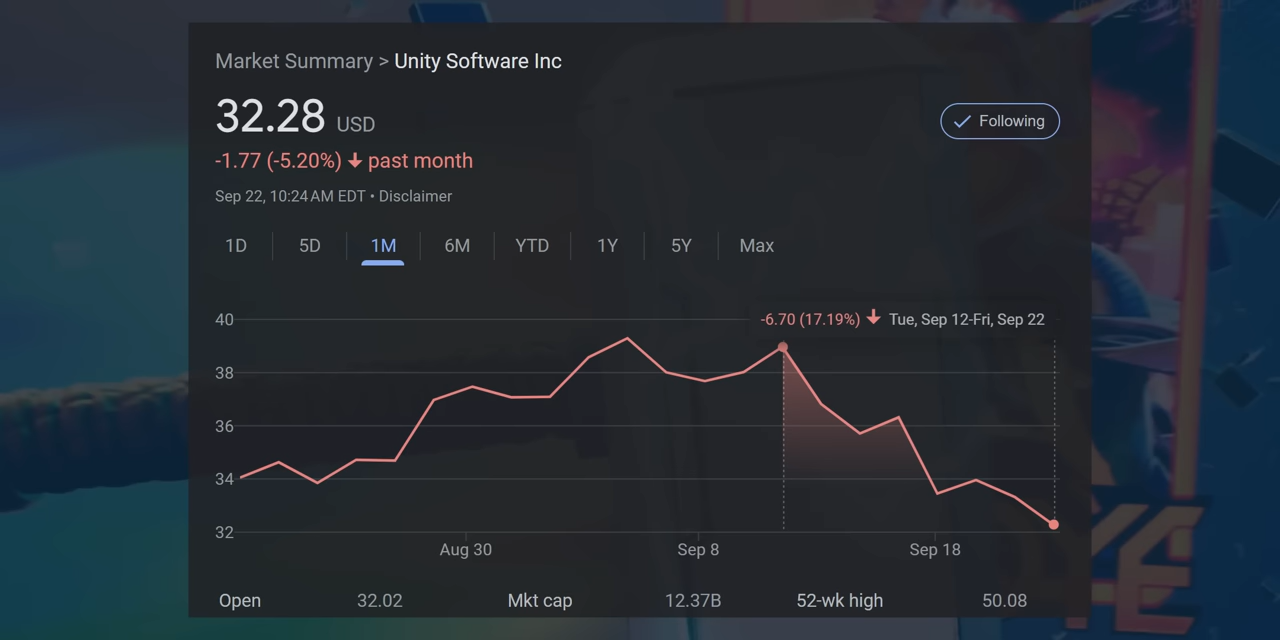 Market Summary > Unity Software Inc
32.28 USD
Following
-1.77 (-5.20%) ↓ past month
Sep 22, 10:24 AM EDT • Disclaimer
1D 5D 1M 6M YTD 1Y 5Y Max
-6.70 (17.19%) ↓ Tue, Sep 12-Fri, Sep 22
40
38
36
34
32
Aug 30 Sep 8 Sep 18
Open 32.02 Mkt cap 12.37B 52-wk high 50.08